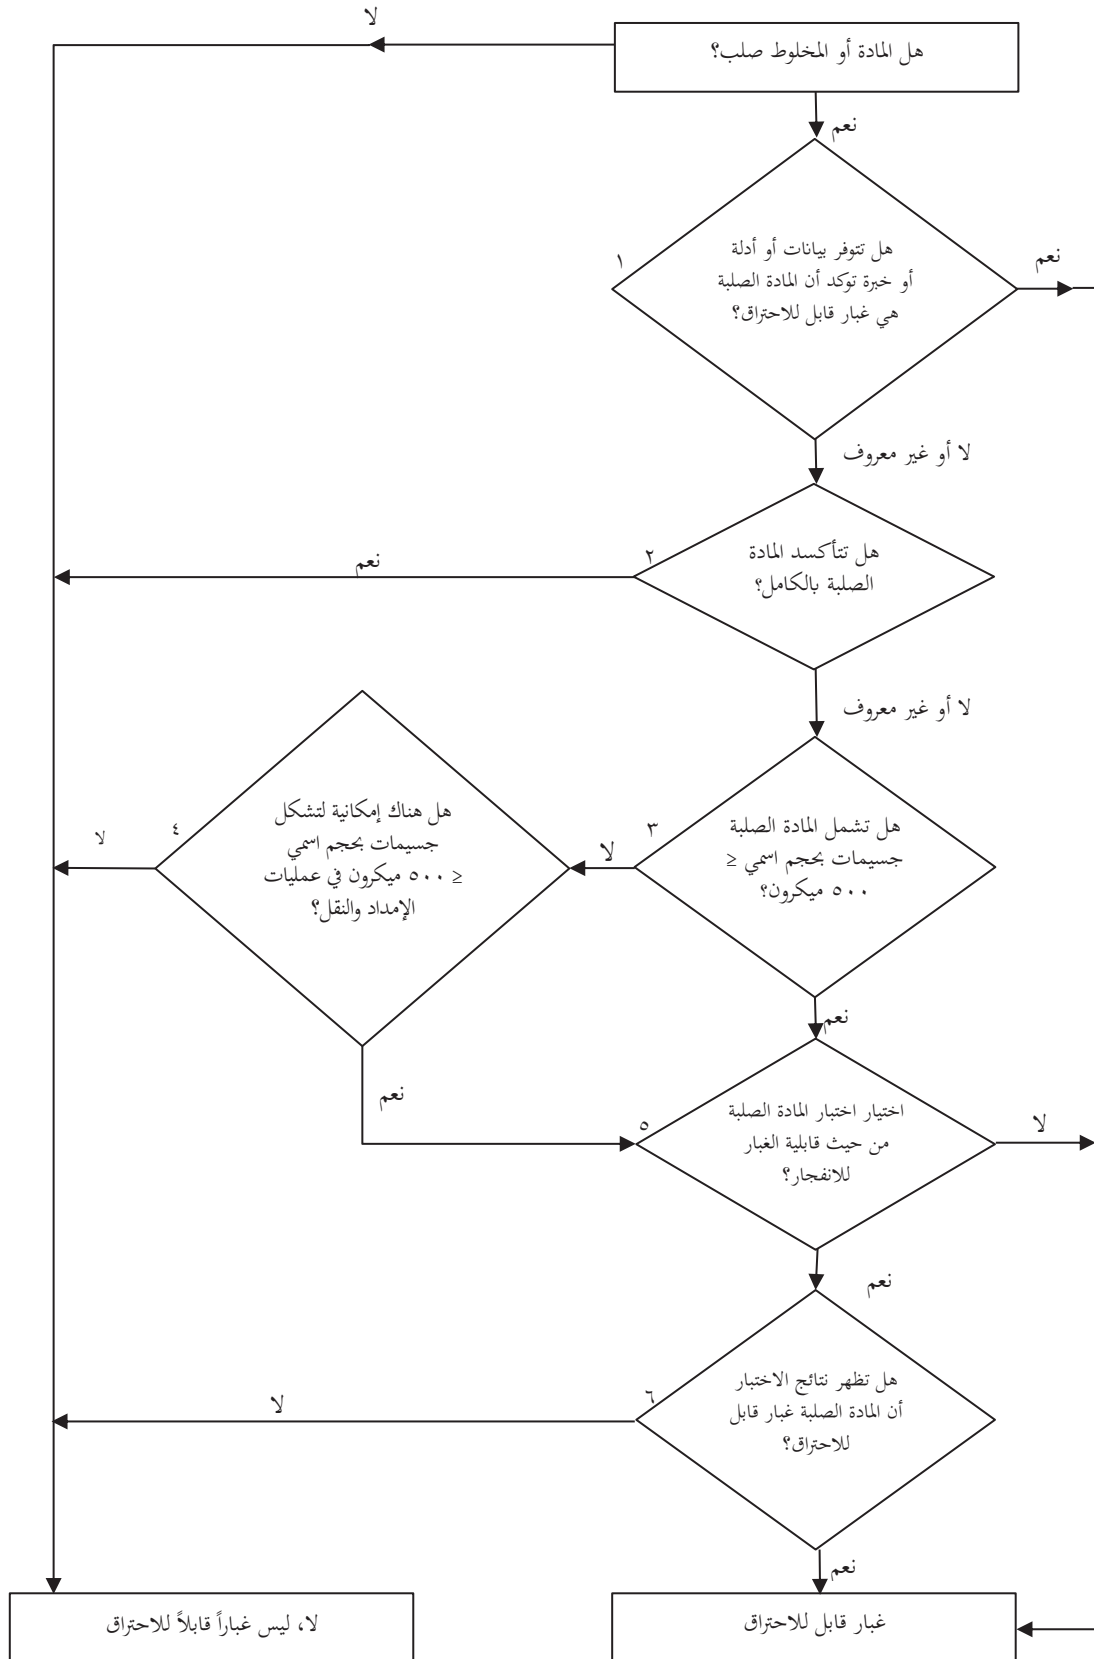 لا
هل المادة أو المخلوط صلب؟
نعم
١
هل تتوفر بيانات أو أدلة
أو خبرة توكد أن المادة الصلبة
هي غبار قابل للاحتراق؟
نعم
لا أو غير معروف
٢
هل تتأكسد المادة
الصلبة بالكامل؟
نعم
لا أو غير معروف
٣
هل تشمل المادة الصلبة
جسيمات بحجم اسمي ≥
٥٠٠ ميكرون؟
لا
٤
هل هناك إمكانية لتشكل
جسيمات بحجم اسمي
≥ ٥٠٠ ميكرون في عمليات
الإمداد والنقل؟
لا
نعم
نعم
٥
اختيار اختبار المادة الصلبة
من حيث قابلية الغبار
للانفجار؟
لا
نعم
٦
هل تظهر نتائج الاختبار
أن المادة الصلبة غبار قابل
للاحتراق؟
لا
نعم
غبار قابل للاحتراق
لا، ليس غباراً قابلاً للاحتراق